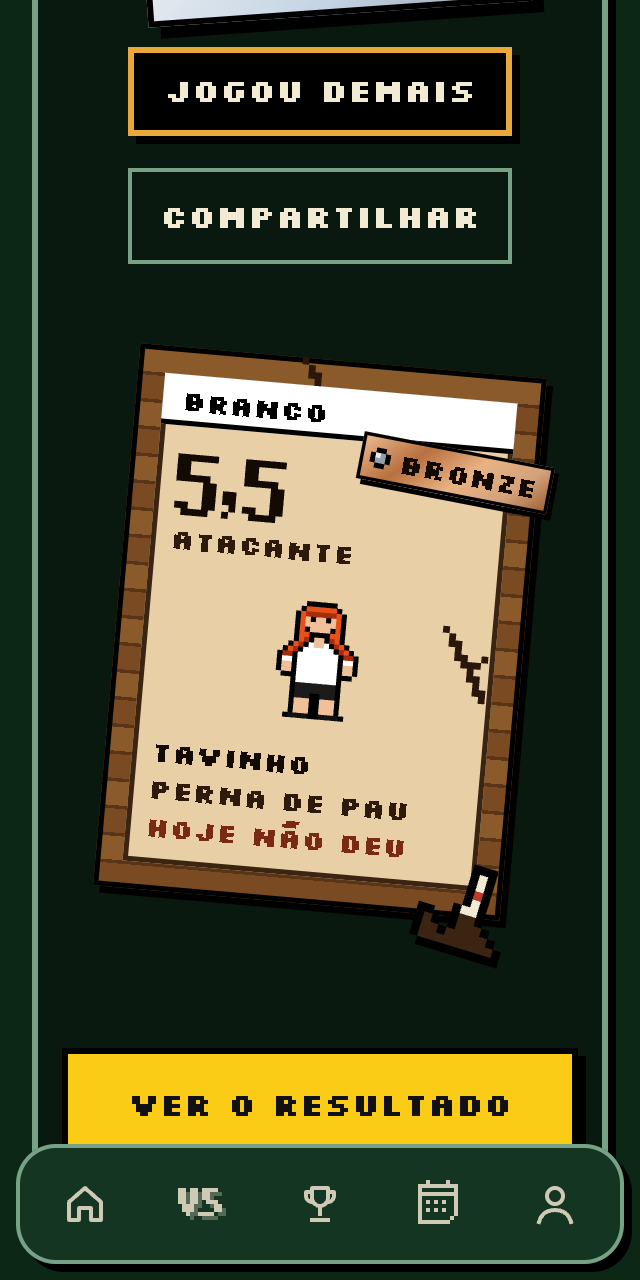 JOGOU DEMAIS
COMPARTILHAR
BRANCO
BRONZE
5,5
ATACANTE
TAVINHO
PERNA DE PAU
HOJE NÃO DEU
VER O RESULTADO
VS